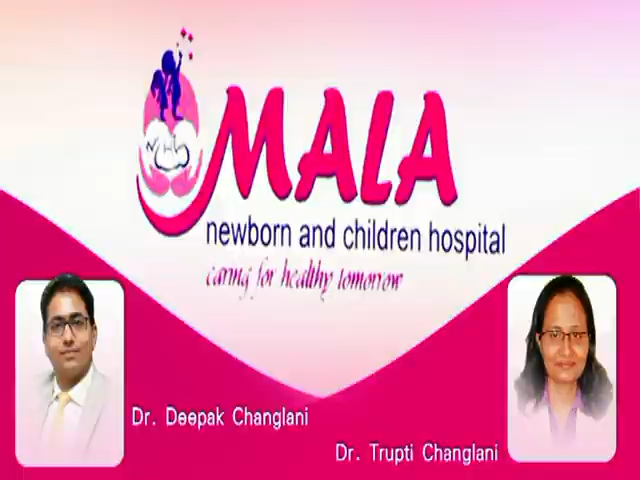 MALA
newborn and children hospital
caring for healthy tomorrow
Dr. Deepak Changlani
Dr. Trupti Changlani